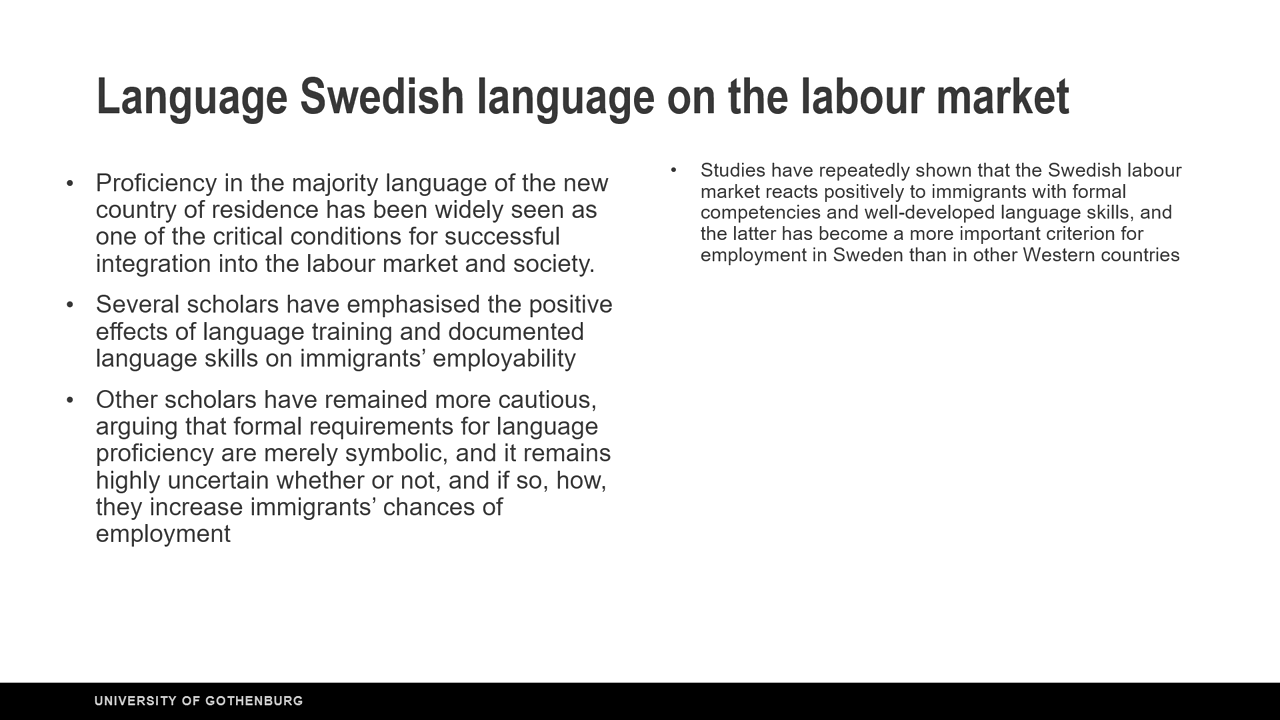 Language Swedish language on the labour market
• Proficiency in the majority language of the new
country of residence has been widely seen as
one of the critical conditions for successful
integration into the labour market and society.
• Several scholars have emphasised the positive
effects of language training and documented
language skills on immigrants’ employability
• Other scholars have remained more cautious,
arguing that formal requirements for language
proficiency are merely symbolic, and it remains
highly uncertain whether or not, and if so, how,
they increase immigrants’ chances of
employment
• Studies have repeatedly shown that the Swedish labour
market reacts positively to immigrants with formal
competencies and well-developed language skills, and
the latter has become a more important criterion for
employment in Sweden than in other Western countries
UNIVERSITY OF GOTHENBURG